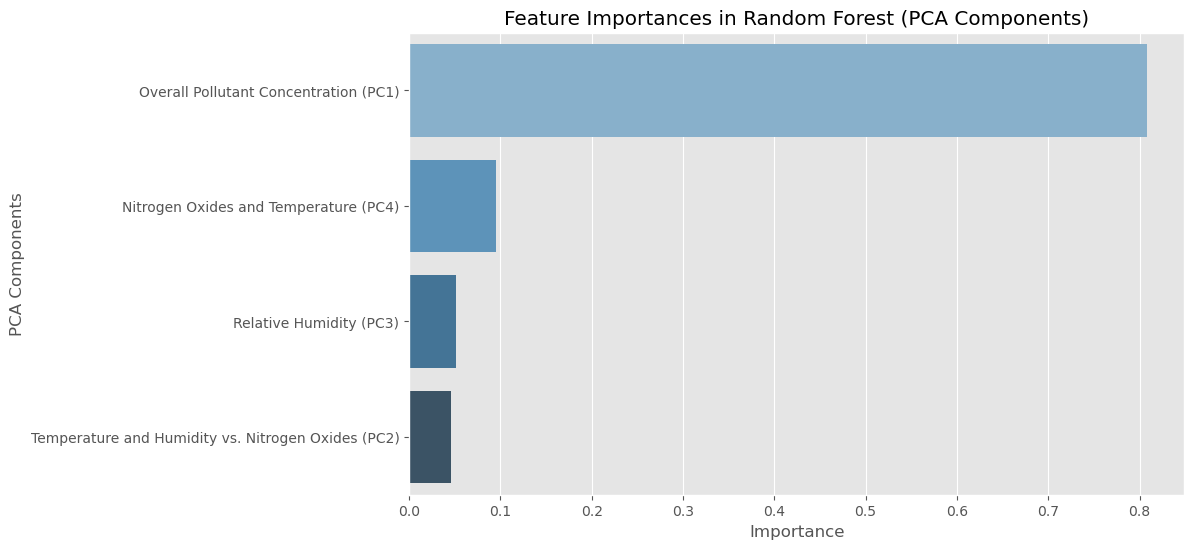 Feature Importances in Random Forest (PCA Components)
PCA Components
Overall Pollutant Concentration (PC1)
Nitrogen Oxides and Temperature (PC4)
Relative Humidity (PC3)
Temperature and Humidity vs. Nitrogen Oxides (PC2)
0.0 0.1 0.2 0.3 0.4 0.5 0.6 0.7 0.8
Importance